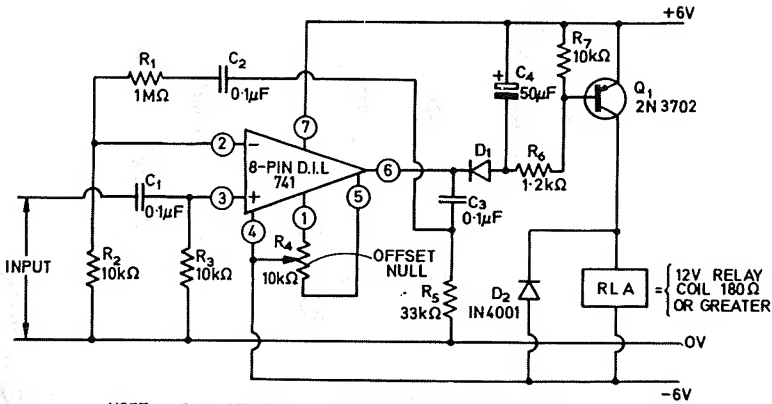 +6V
R1
1MΩ
C2
0·1µF
R7
10kΩ
+
C4
50µF
Q1
2N 3702
7
2
−
8-PIN D.I.L
741
6
D1
R6
1·2kΩ
C1
0·1µF
3
+
5
4
1
C3
0·1µF
INPUT
R2
10kΩ
R3
10kΩ
R4
10kΩ
OFFSET
NULL
R5
33kΩ
D2
IN4001
RLA
=
12V RELAY
COIL 180Ω
OR GREATER
0V
-6V